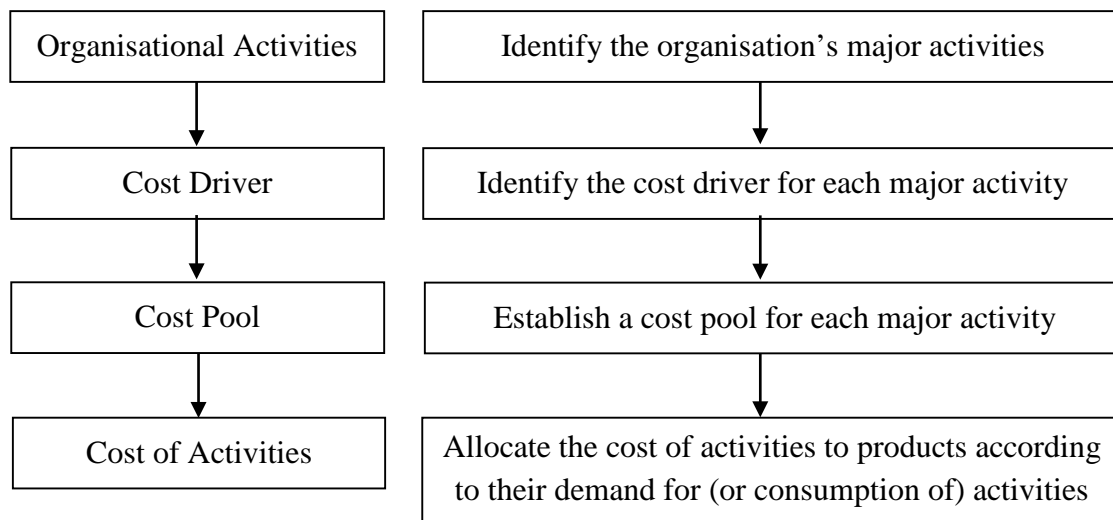 Organisational Activities
Identify the organisation’s major activities
Cost Driver
Identify the cost driver for each major activity
Cost Pool
Establish a cost pool for each major activity
Cost of Activities
Allocate the cost of activities to products according
to their demand for (or consumption of) activities